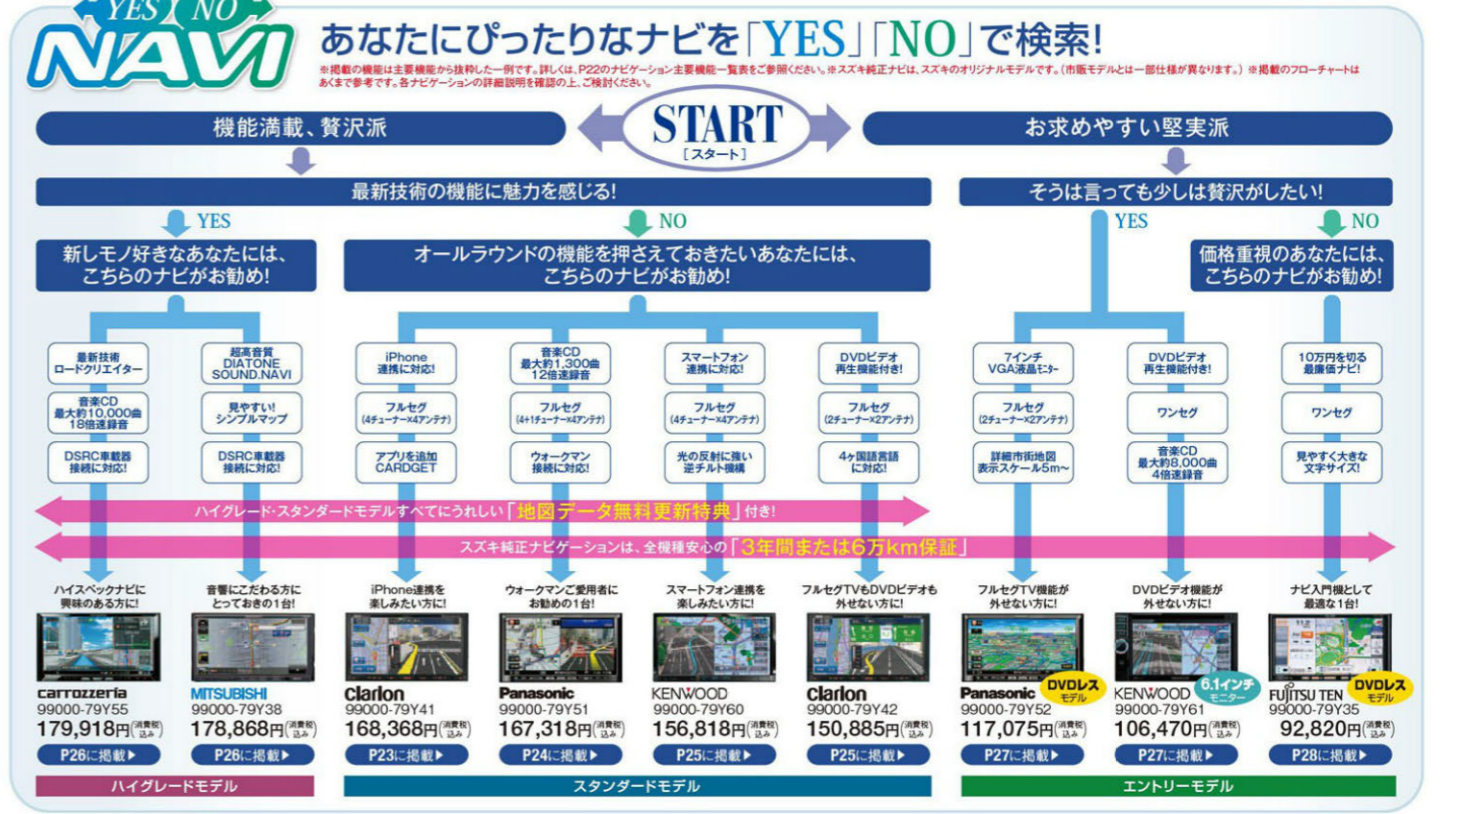 YES NO
NAVI
あなたにぴったりなナビを「YES」「NO」で検索!
※掲載の機能は主要機能から抜粋した一例です。詳しくは、P22のナビゲーション主要機能一覧表をご参照ください。※スズキ純正ナビは、スズキのオリジナルモデルです。(市販モデルとは一部仕様が異なります。) ※掲載のフローチャートは
あくまで参考です。各ナビゲーションの詳細説明を確認の上、ご検討ください。
機能満載、贅沢派
START
[スタート]
お求めやすい堅実派
最新技術の機能に魅力を感じる!
そうは言っても少しは贅沢がしたい!
YES
NO
YES
NO
新しモノ好きなあなたには、
こちらのナビがお勧め!
オールラウンドの機能を押さえておきたいあなたには、
こちらのナビがお勧め!
価格重視のあなたには、
こちらのナビがお勧め!
最新技術
ロードクリエイター
超高音質
DIATONE
SOUND.NAVI
iPhone
連携に対応!
音楽CD
最大約1,300曲
12倍速録音
スマートフォン
連携に対応!
DVDビデオ
再生機能付き!
7インチ
VGA液晶モニター
DVDビデオ
再生機能付き!
10万円を切る
最廉価ナビ!
音楽CD
最大約10,000曲
18倍速録音
見やすい!
シンプルマップ
フルセグ
(4チューナー×4アンテナ)
フルセグ
(4+1チューナー×4アンテナ)
フルセグ
(4チューナー×4アンテナ)
フルセグ
(2チューナー×2アンテナ)
フルセグ
(2チューナー×2アンテナ)
ワンセグ
ワンセグ
DSRC車載器
接続に対応!
DSRC車載器
接続に対応!
アプリを追加
CARDGET
ウォークマン
接続に対応!
光の反射に強い
逆チルト機構
4ヶ国語言語
に対応!
詳細市街地図
表示スケール5m〜
音楽CD
最大約8,000曲
4倍速録音
見やすく大きな
文字サイズ!
ハイグレード・スタンダードモデルすべてにうれしい「地図データ無料更新特典」付き!
スズキ純正ナビゲーションは、全機種安心の「3年間または6万km保証」
ハイスペックナビに
興味のある方に!
音響にこだわる方に
とっておきの1台!
iPhone連携を
楽しみたい方に!
ウォークマンご愛用者に
お勧めの1台!
スマートフォン連携を
楽しみたい方に!
フルセグTVもDVDビデオも
外せない方に!
フルセグTV機能が
外せない方に!
DVDビデオ機能が
外せない方に!
ナビ入門機として
最適な1台!
carrozzeria
99000-79Y55
179,918円(消費税込み)
P26に掲載▶
MITSUBISHI
99000-79Y38
178,868円(消費税込み)
P26に掲載▶
Clarion
99000-79Y41
168,368円(消費税込み)
P23に掲載▶
Panasonic
99000-79Y51
167,318円(消費税込み)
P24に掲載▶
KENWOOD
99000-79Y60
156,818円(消費税込み)
P25に掲載▶
Clarion
99000-79Y42
150,885円(消費税込み)
P25に掲載▶
Panasonic
DVDレス
モデル
99000-79Y52
117,075円(消費税込み)
P27に掲載▶
KENWOOD
6.1インチ
モニター
99000-79Y61
106,470円(消費税込み)
P27に掲載▶
FUJITSU TEN
DVDレス
モデル
99000-79Y35
92,820円(消費税込み)
P28に掲載▶
ハイグレードモデル
スタンダードモデル
エントリーモデル